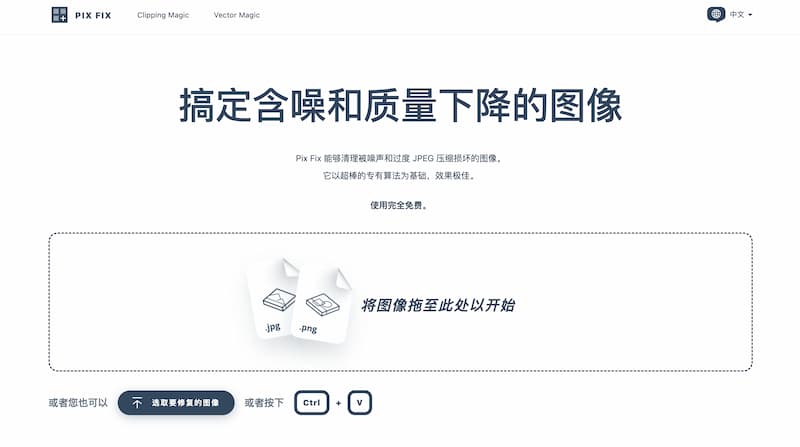 PIX FIX Clipping Magic Vector Magic 中文
搞定含噪和质量下降的图像
Pix Fix 能够清理被噪声和过度 JPEG 压缩损坏的图像。
它以超棒的专有算法为基础，效果极佳。
使用完全免费。
将图像拖至此处以开始
.jpg .png
或者您也可以 选取要修复的图像 或者按下 Ctrl + V